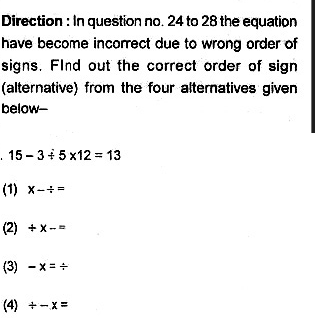 Direction : In question no. 24 to 28 the equation
have become incorrect due to wrong order of
signs. FInd out the correct order of sign
(alternative) from the four alternatives given
below–
. 15 – 3 ÷ 5 x12 = 13
(1) x – ÷ =
(2) ÷ x – =
(3) – x = ÷
(4) ÷ – x =